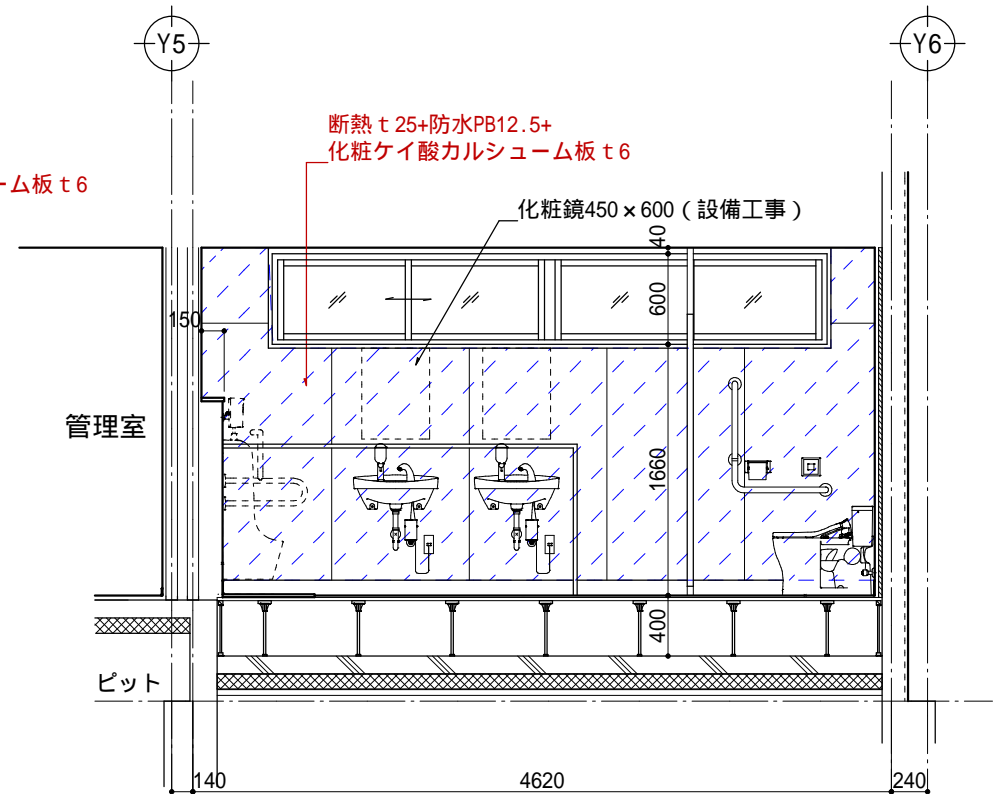 Y5
Y6
断熱ｔ25+防水PB12.5+
化粧ケイ酸カルシューム板ｔ6
ーム板ｔ6
化粧鏡450×600（設備工事）
40
600
150
管理室
1660
400
ピット
140
4620
240